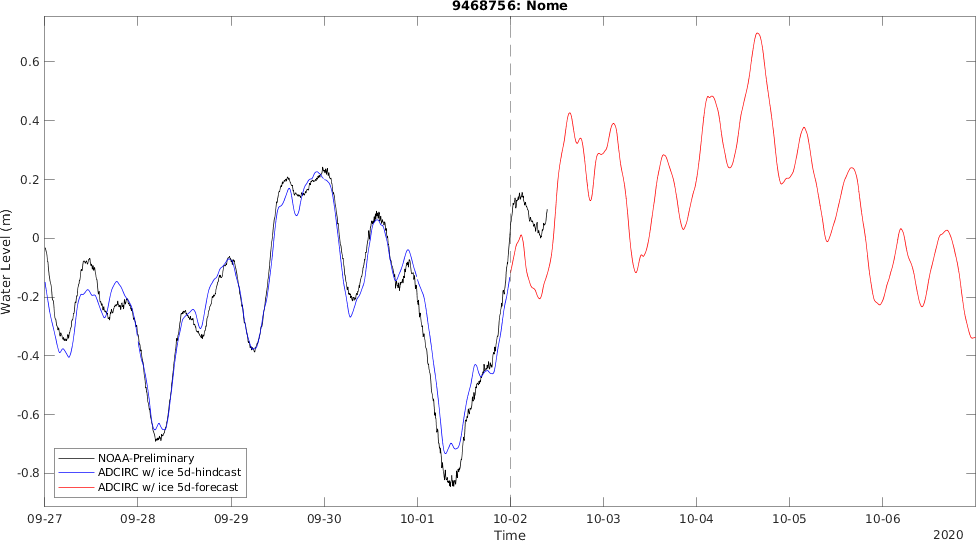 9468756: Nome
Water Level (m)
0.6
0.4
0.2
0
-0.2
-0.4
-0.6
-0.8
NOAA-Preliminary
ADCIRC w/ ice 5d-hindcast
ADCIRC w/ ice 5d-forecast
09-27 09-28 09-29 09-30 10-01 10-02 10-03 10-04 10-05 10-06
Time
2020